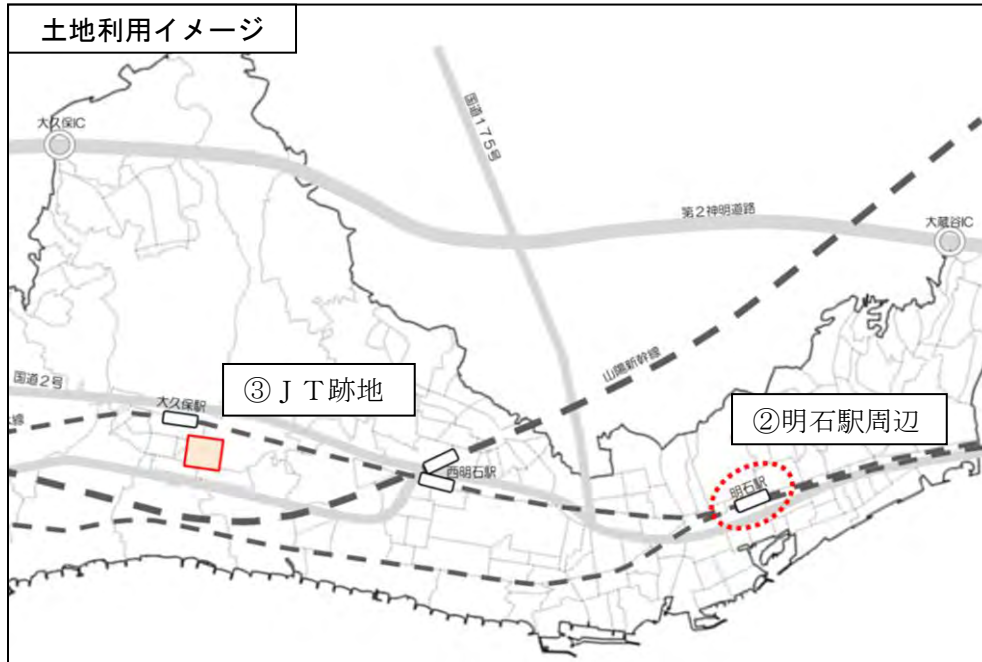 土地利用イメージ
大久保IC
国道175号
第2神明道路
大蔵谷IC
山陽新幹線
国道2号
大久保駅
③ＪＴ跡地
②明石駅周辺
線
西明石駅
明石駅